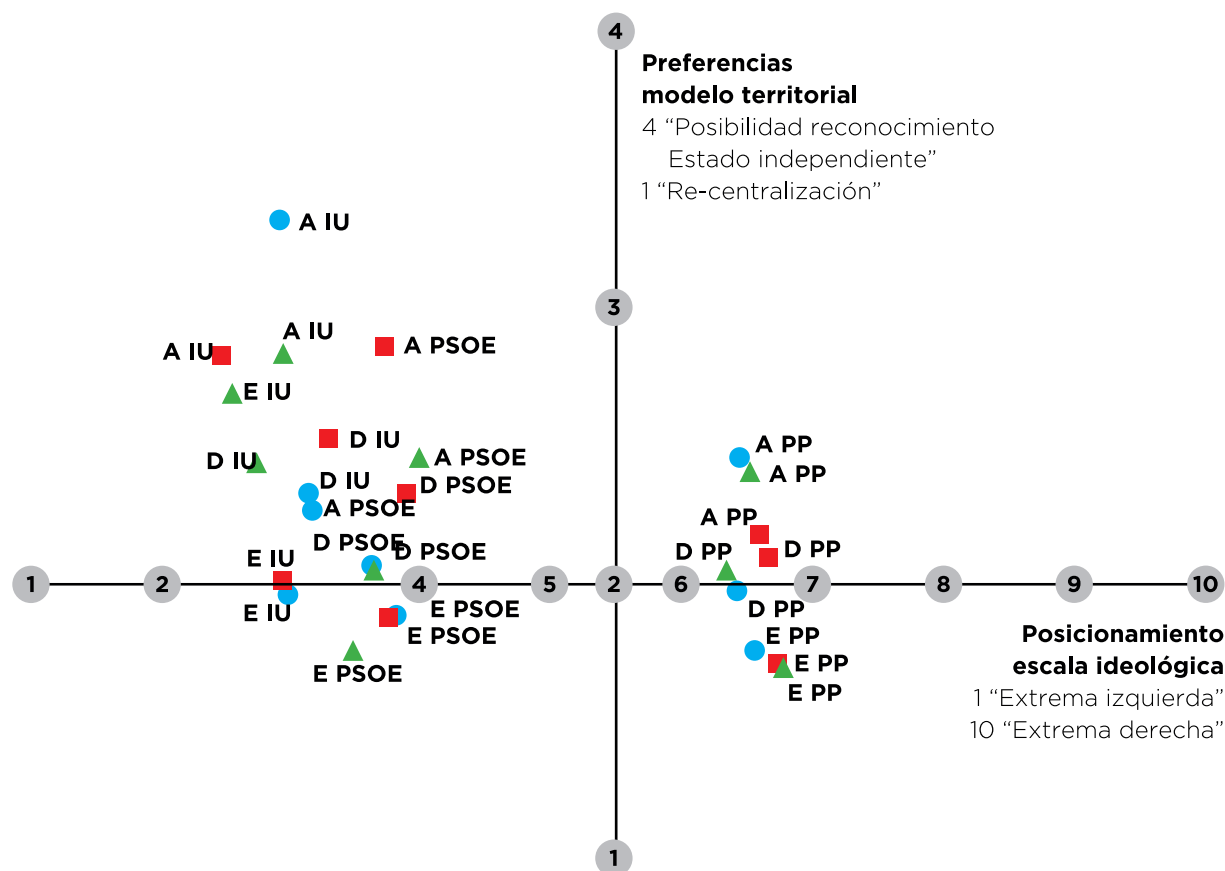 4
Preferencias
modelo territorial
4 “Posibilidad reconocimiento
Estado independiente”
1 “Re-centralización”
A IU
3
A IU
A IU
A PSOE
E IU
D IU
A PP
D IU
A PSOE
A PP
D IU
D PSOE
A PSOE
A PP
D PSOE
D PSOE
D PP
D PP
E IU
1
2
4
5
2
6
7
8
9
10
E IU
E PSOE
D PP
E PSOE
E PP
E PSOE
E PP
E PP
Posicionamiento
escala ideológica
1 “Extrema izquierda”
10 “Extrema derecha”
1